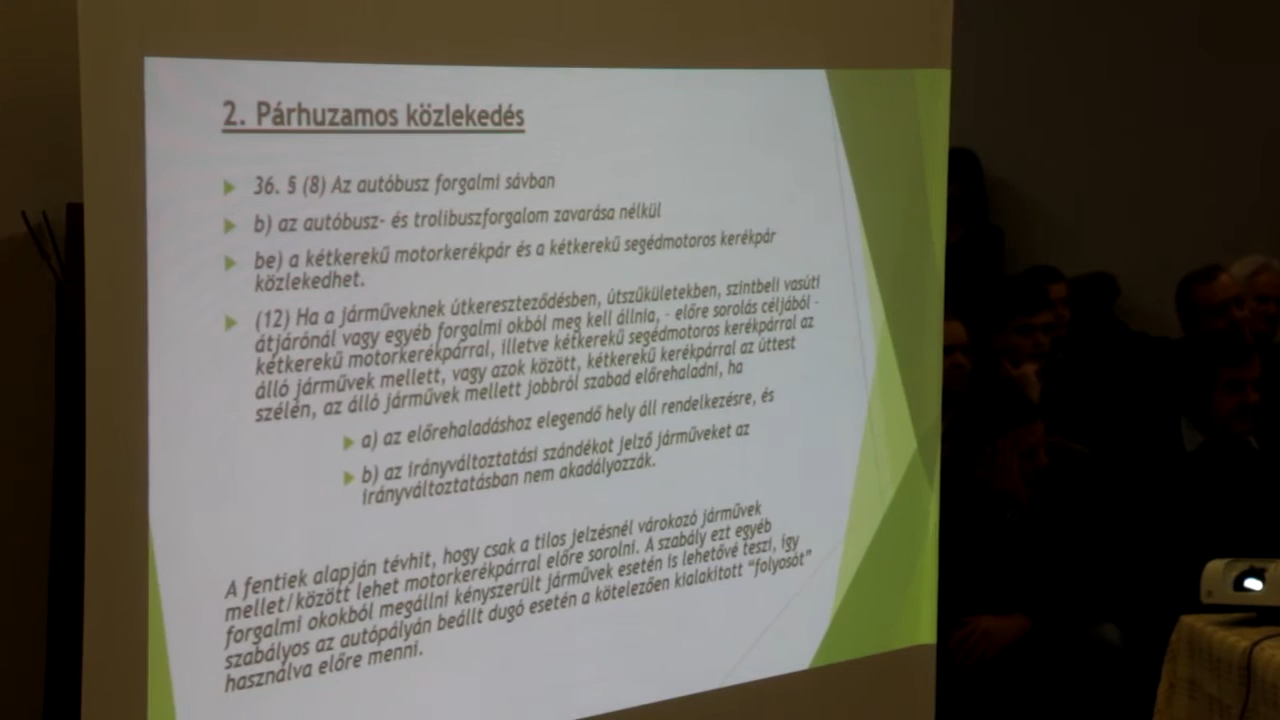 2. Párhuzamos közlekedés
36. § (8) Az autóbusz forgalmi sávban
b) az autóbusz- és trolibuszforgalom zavarása nélkül
be) a kétkerekű motorkerékpár és a kétkerekű segédmotoros kerékpár
közlekedhet.
(12) Ha a járműveknek útkereszteződésben, útszűkületekben, szintbeli vasúti
átjárónál vagy egyéb forgalmi okból meg kell állnia, - előre sorolás céljából -
kétkerekű motorkerékpárral, illetve kétkerekű segédmotoros kerékpárral az
álló járművek mellett, vagy azok között, kétkerekű kerékpárral az úttest
szélén, az álló járművek mellett jobbról szabad előrehaladni, ha
a) az előrehaladáshoz elegendő hely áll rendelkezésre, és
b) az irányváltoztatási szándékot jelző járműveket az
irányváltoztatásban nem akadályozzák.
A fentiek alapján tévhit, hogy csak a tilos jelzésnél várokozó járművek
mellet/között lehet motorkerékpárral előre sorolni. A szabály ezt egyéb
forgalmi okokból megállni kényszerült járművek esetén is lehetővé teszi, így
szabályos az autópályán beállt dugó esetén a kötelezően kialakított “folyosót”
használva előre menni.